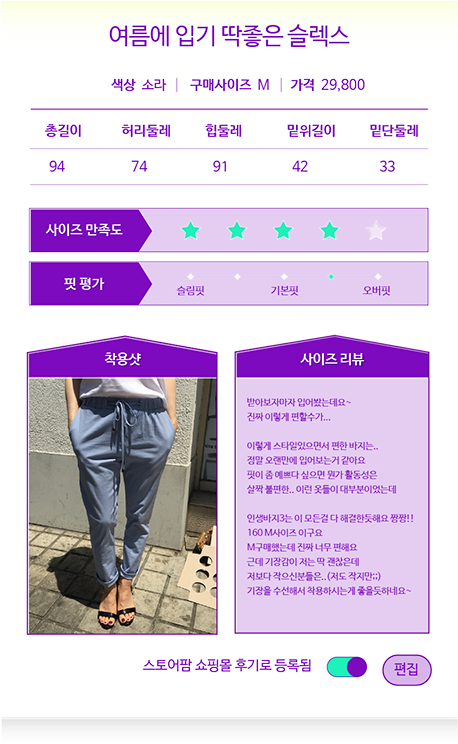 여름에 입기 딱좋은 슬렉스
색상 소라 | 구매사이즈 M | 가격 29,800
총길이 허리둘레 힙둘레 밑위길이 밑단둘레
94 74 91 42 33
사이즈 만족도
핏 평가
슬림핏 기본핏 오버핏
착용샷
사이즈 리뷰
받아보자마자 입어봤는데요~
진짜 이렇게 편할수가...
이렇게 스타일있으면서 편한 바지는..
정말 오랜만에 입어보는거 같아요
핏이 좀 예쁘다 싶으면 뭔가 활동성은
살짝 불편한.. 이런 옷들이 대부분이었는데
인생바지3는 이 모든걸 다 해결한듯해요 짱짱!!
160 M사이즈 이구요
M구매했는데 진짜 너무 편해요
근데 기장감이 저는 딱 괜찮은데
저보다 작으신분들은..(저도 작지만;;)
기장을 수선해서 착용하시는게 좋을듯하네요~
스토어팜 쇼핑몰 후기로 등록됨
편집